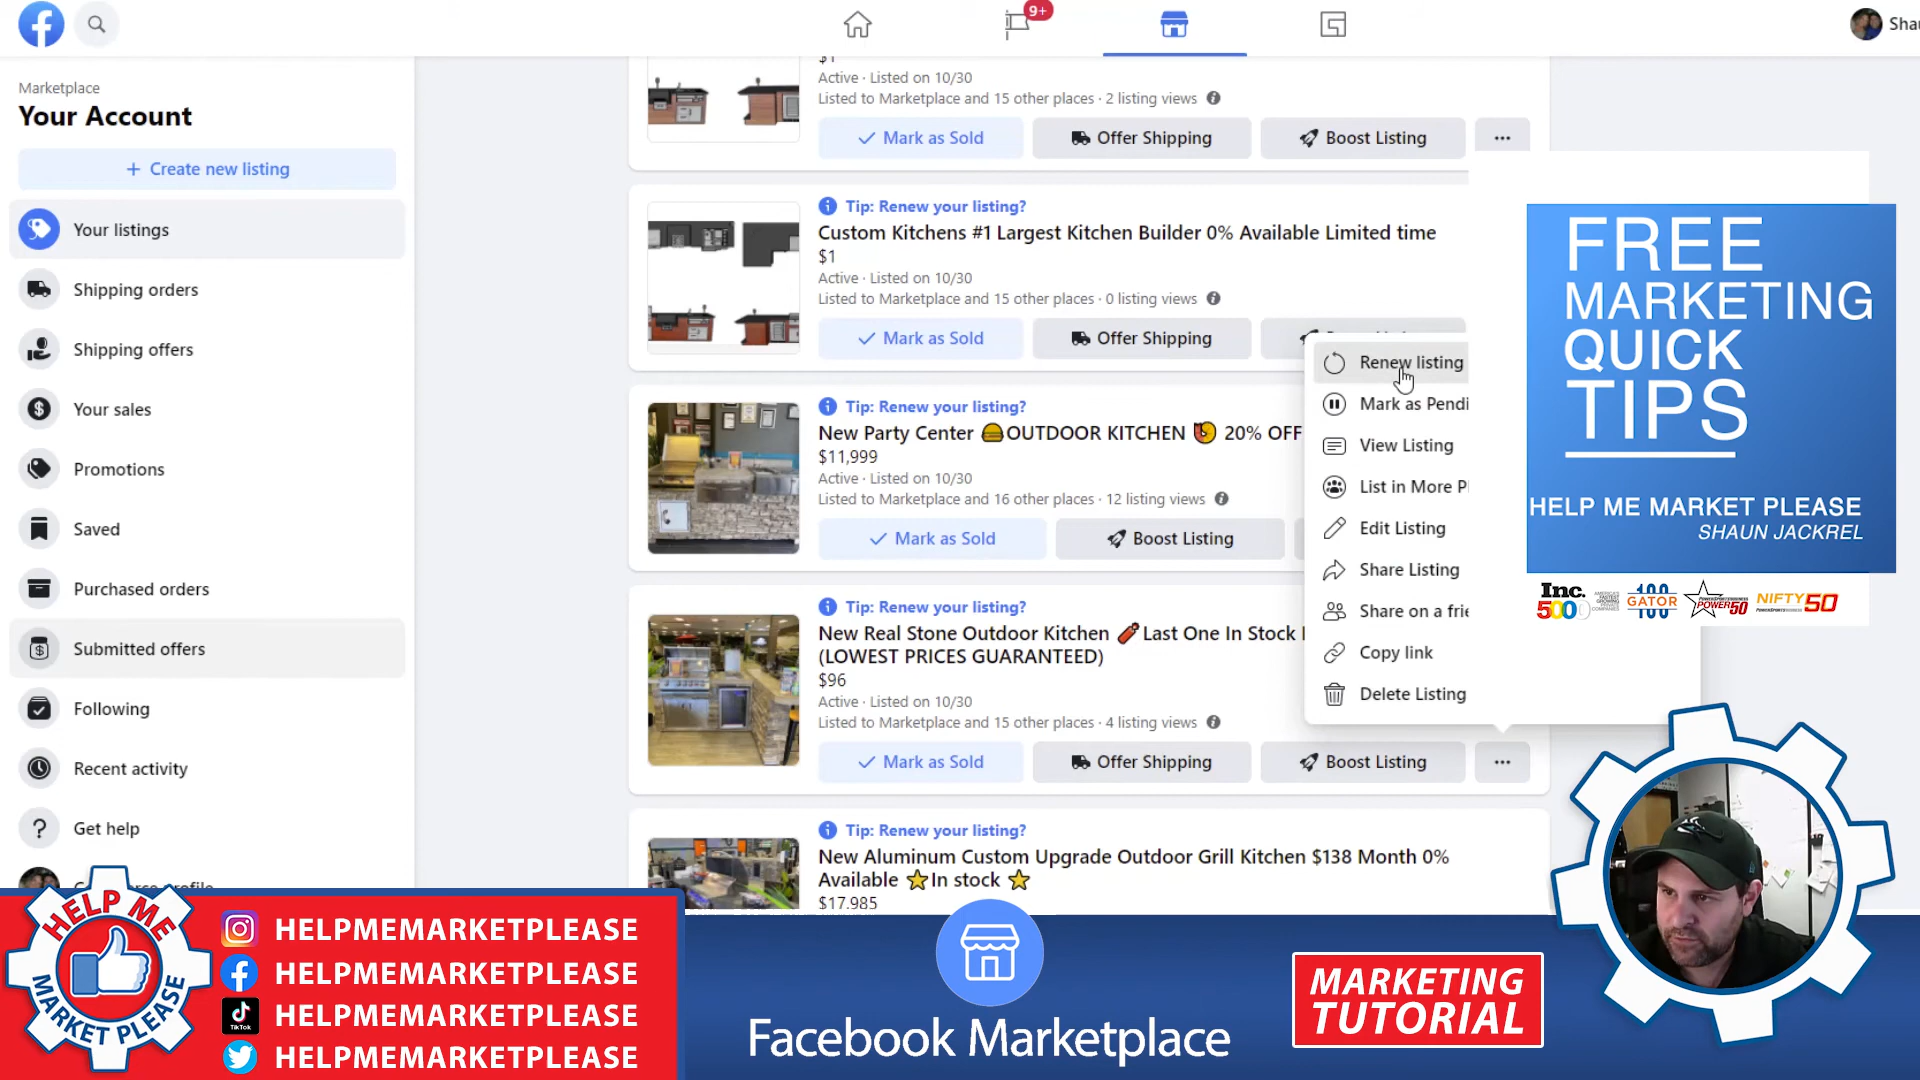 9+
Sha
Marketplace
Your Account
+ Create new listing
Your listings
Shipping orders
Shipping offers
Your sales
Promotions
Saved
Purchased orders
Submitted offers
Following
Recent activity
Get help
$1
Active · Listed on 10/30
Listed to Marketplace and 15 other places · 2 listing views
Mark as Sold
Offer Shipping
Boost Listing
Tip: Renew your listing?
Custom Kitchens #1 Largest Kitchen Builder 0% Available Limited time
$1
Active · Listed on 10/30
Listed to Marketplace and 15 other places · 0 listing views
Mark as Sold
Offer Shipping
Tip: Renew your listing?
New Party Center 🍔OUTDOOR KITCHEN 20% OFF
$11,999
Active · Listed on 10/30
Listed to Marketplace and 16 other places · 12 listing views
Mark as Sold
Boost Listing
Tip: Renew your listing?
New Real Stone Outdoor Kitchen 🧨Last One In Stock
(LOWEST PRICES GUARANTEED)
$96
Active · Listed on 10/30
Listed to Marketplace and 15 other places · 4 listing views
Mark as Sold
Offer Shipping
Boost Listing
Tip: Renew your listing?
New Aluminum Custom Upgrade Outdoor Grill Kitchen $138 Month 0%
Available ⭐In stock ⭐
$17,985
Renew listing
Mark as Pendi
View Listing
List in More P
Edit Listing
Share Listing
Share on a frie
Copy link
Delete Listing
FREE
MARKETING
QUICK
TIPS
HELP ME MARKET PLEASE
SHAUN JACKREL
Inc.
5000
GATOR
100
POWER 50
NIFTY 50
HELP ME
MARKET PLEASE
HELPMEMARKETPLEASE
HELPMEMARKETPLEASE
TikTok
HELPMEMARKETPLEASE
HELPMEMARKETPLEASE
Facebook Marketplace
MARKETING
TUTORIAL